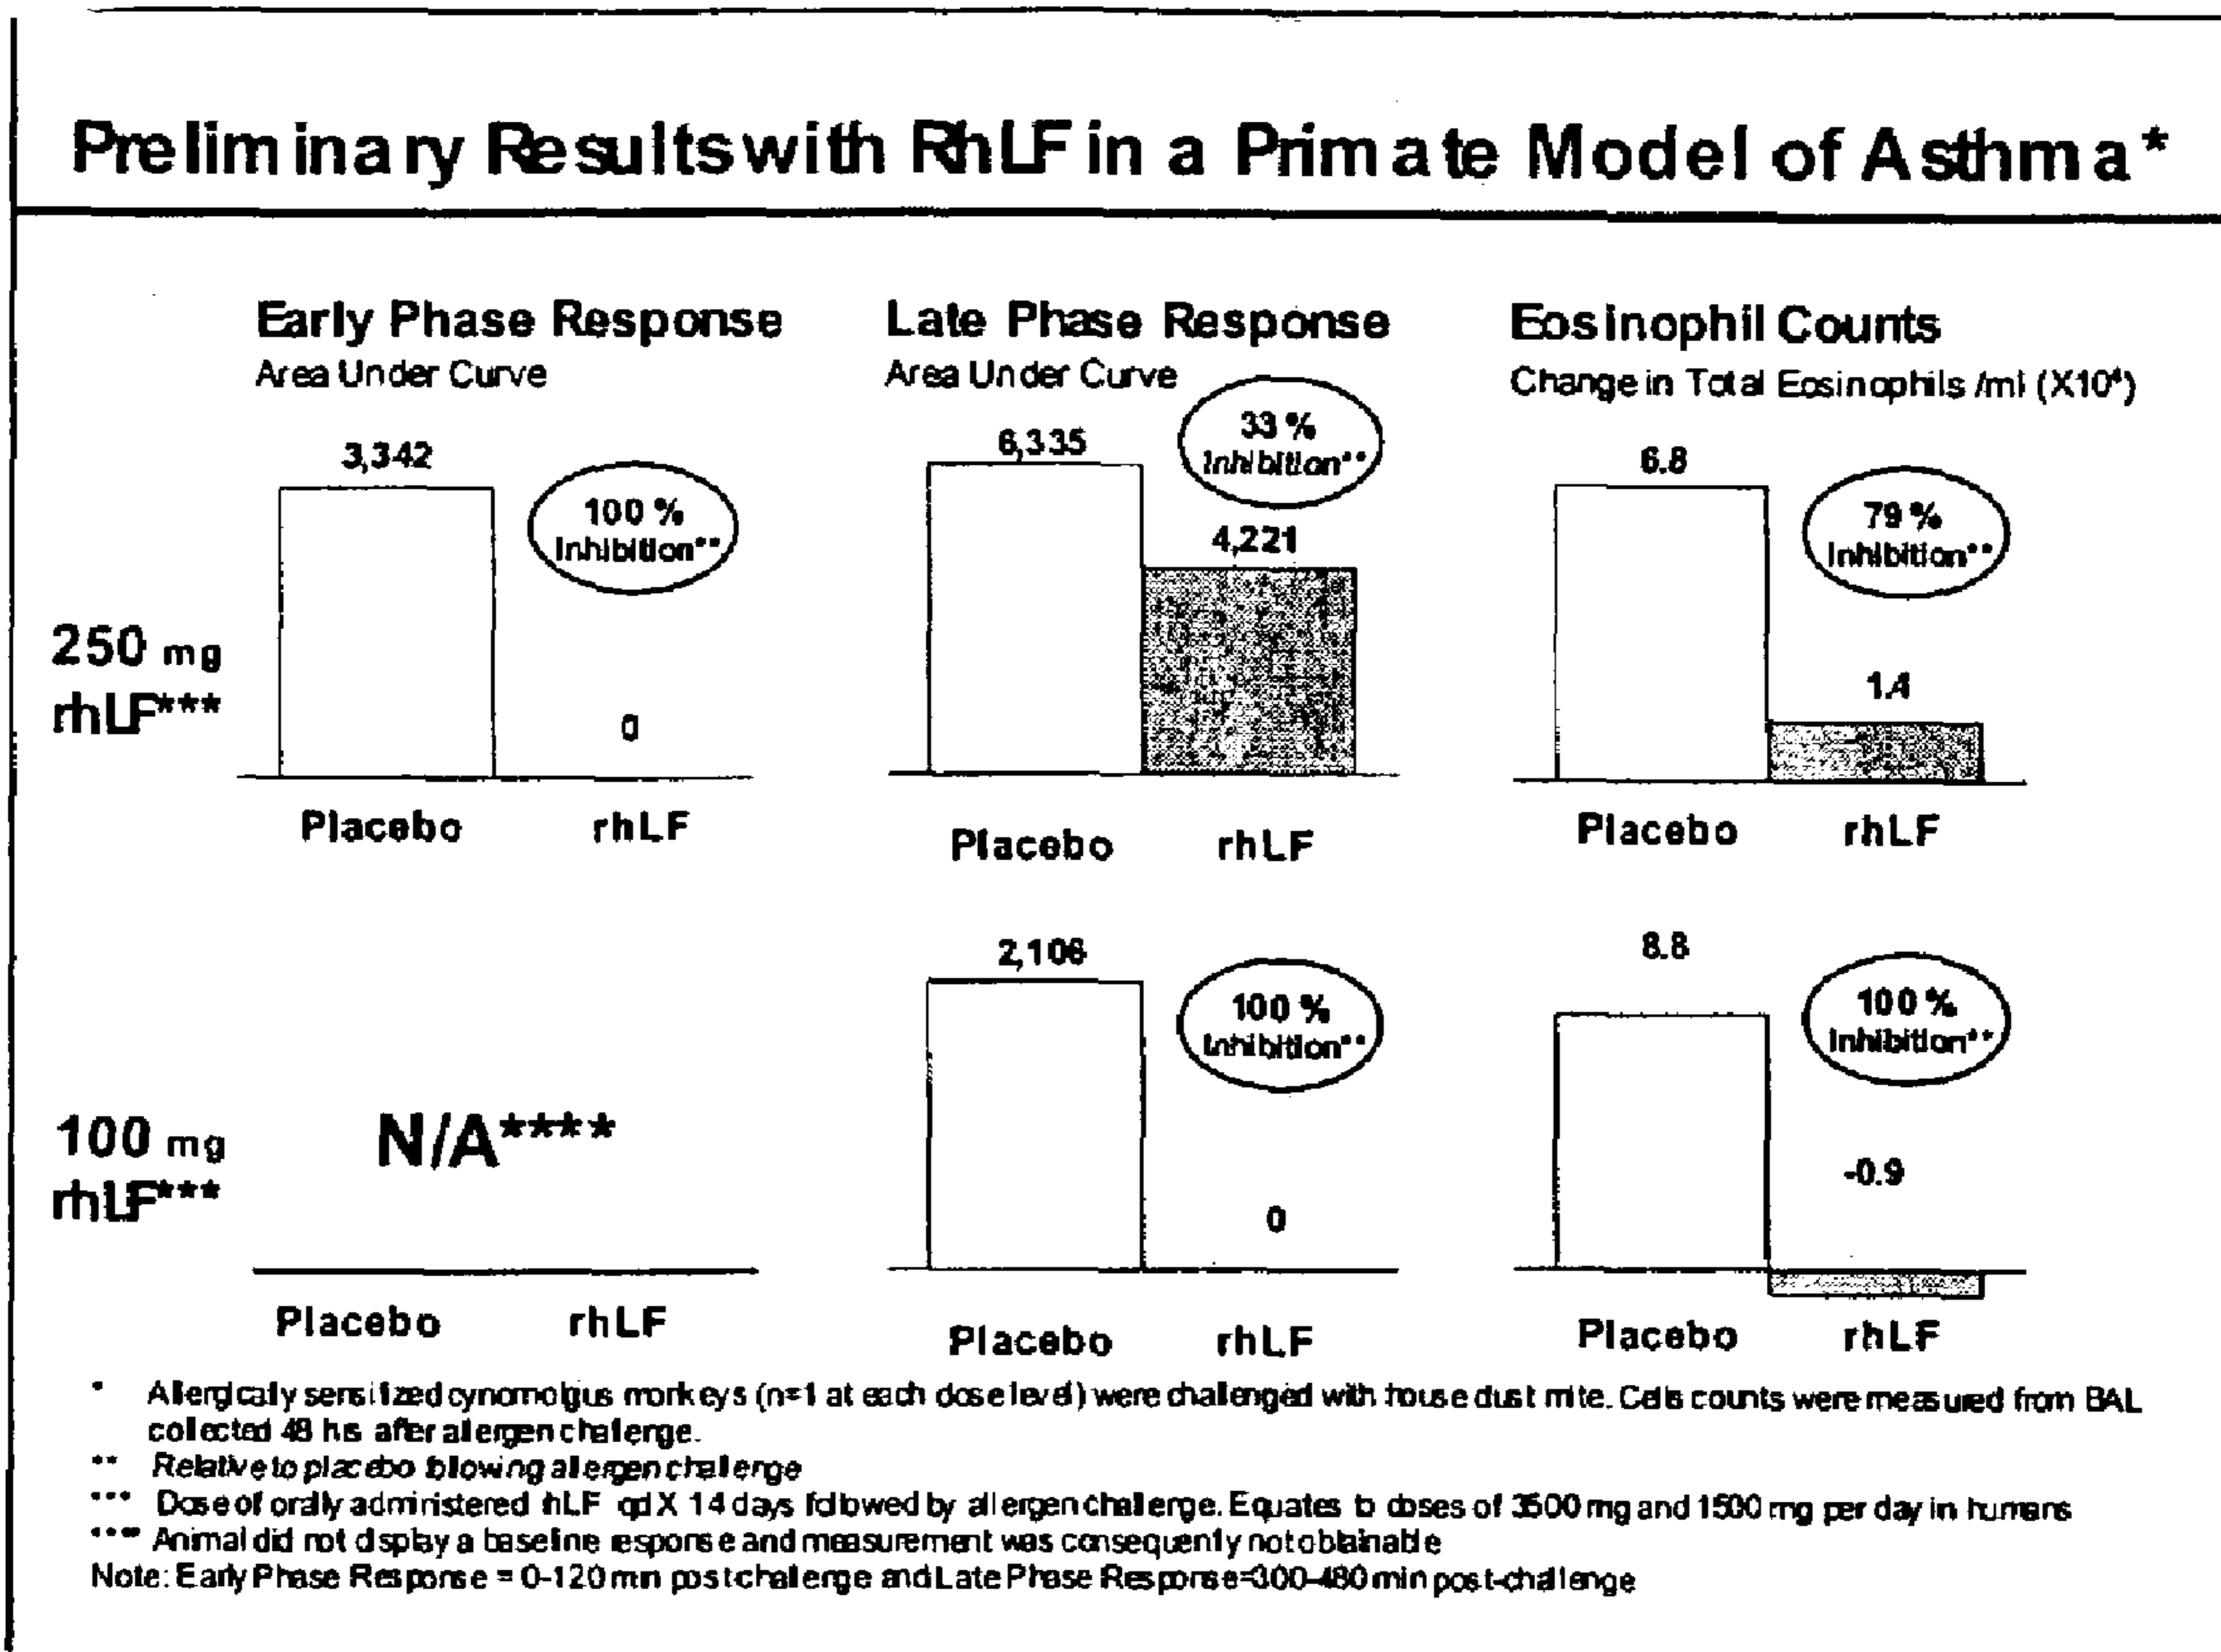 Preliminary Results with RhLF in a Primate Model of Asthma*
Early Phase Response
Area Under Curve
Late Phase Response
Area Under Curve
Eosinophil Counts
Change in Total Eosinophils /ml (X10⁴)
250 mg
rhLF***
3,342
100 %
Inhibition**
0
Placebo
rhLF
6,335
33 %
Inhibition**
4,221
Placebo
rhLF
6.8
79 %
Inhibition**
1.4
Placebo
rhLF
100 mg
rhLF***
N/A****
Placebo
rhLF
2,106
100 %
Inhibition**
0
Placebo
rhLF
8.8
100 %
Inhibition**
-0.9
Placebo
rhLF
* Allergically sensitized cynomolgus monkeys (n=1 at each dose level) were challenged with house dust mite. Cells counts were measured from BAL
collected 48 hrs after allergen challenge.
** Relative to placebo following allergen challenge
*** Dose of orally administered hLF qd X 14 days followed by allergen challenge. Equates to doses of 3500 mg and 1500 mg per day in humans
**** Animal did not display a baseline response and measurement was consequently not obtainable
Note: Early Phase Response = 0-120 min post challenge and Late Phase Response=300-480 min post-challenge